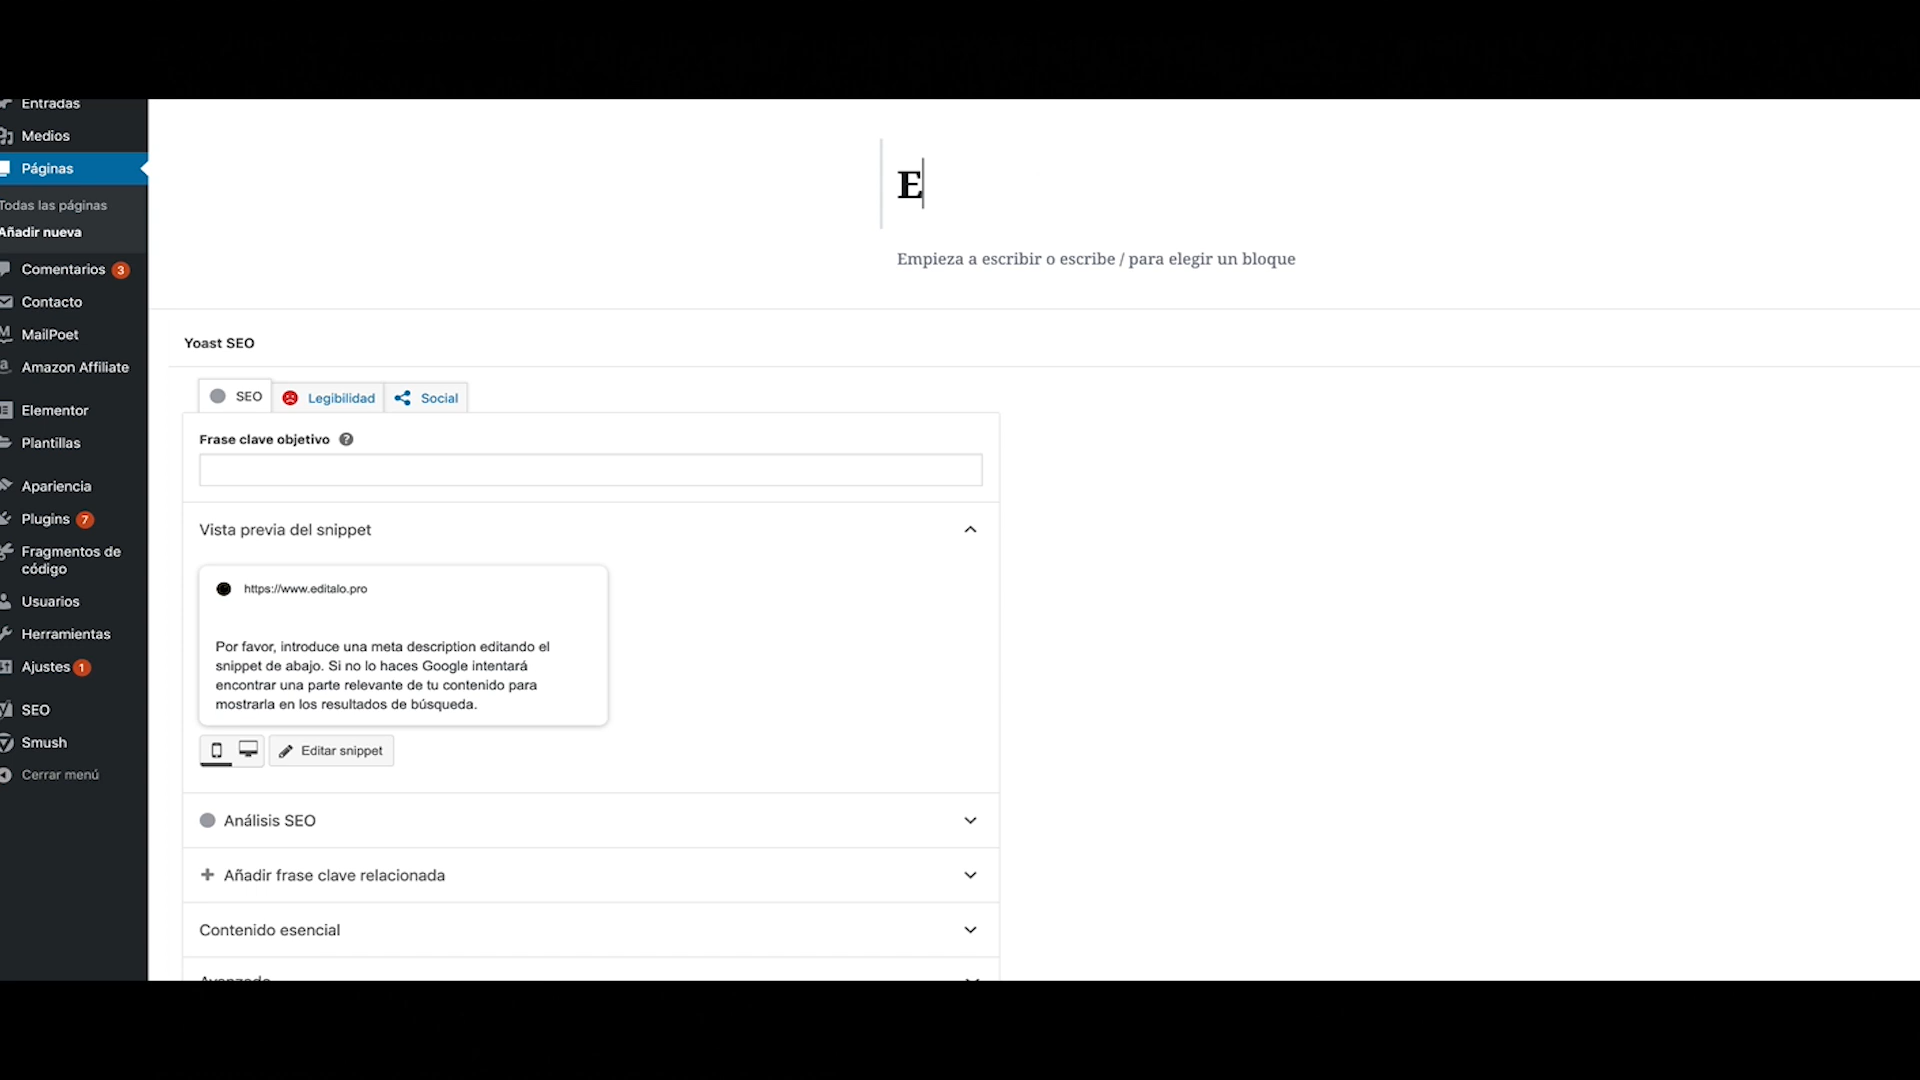 Entradas
Medios
Páginas
Todas las páginas
Añadir nueva
Comentarios 3
Contacto
MailPoet
Amazon Affiliate
Elementor
Plantillas
Apariencia
Plugins 7
Fragmentos de
código
Usuarios
Herramientas
Ajustes 1
SEO
Smush
Cerrar menú
E
Empieza a escribir o escribe / para elegir un bloque
Yoast SEO
SEO
Legibilidad
Social
Frase clave objetivo ?
Vista previa del snippet
https://www.editalo.pro
Por favor, introduce una meta description editando el
snippet de abajo. Si no lo haces Google intentará
encontrar una parte relevante de tu contenido para
mostrarla en los resultados de búsqueda.
Editar snippet
Análisis SEO
Añadir frase clave relacionada
Contenido esencial
Avanzado